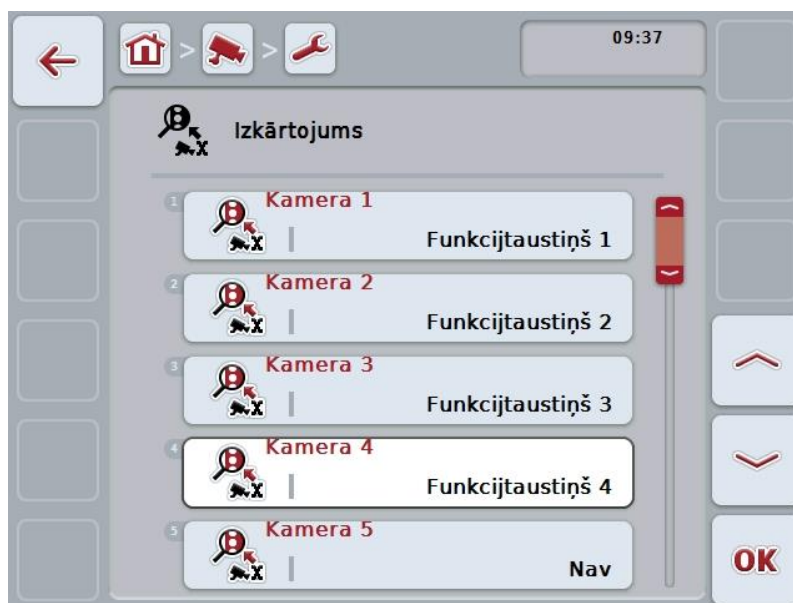 09:37
Izkārtojums
1
Kamera 1
Funkcijtaustiņš 1
2
Kamera 2
Funkcijtaustiņš 2
3
Kamera 3
Funkcijtaustiņš 3
4
Kamera 4
Funkcijtaustiņš 4
5
Kamera 5
Nav
OK